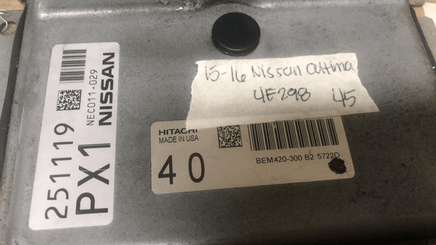 15-16 Nissan altima
4E298 45
251119
PX1
NEC011-029
NISSAN
HITACHI
MADE IN USA
40
BEM420-300 B2 5722D